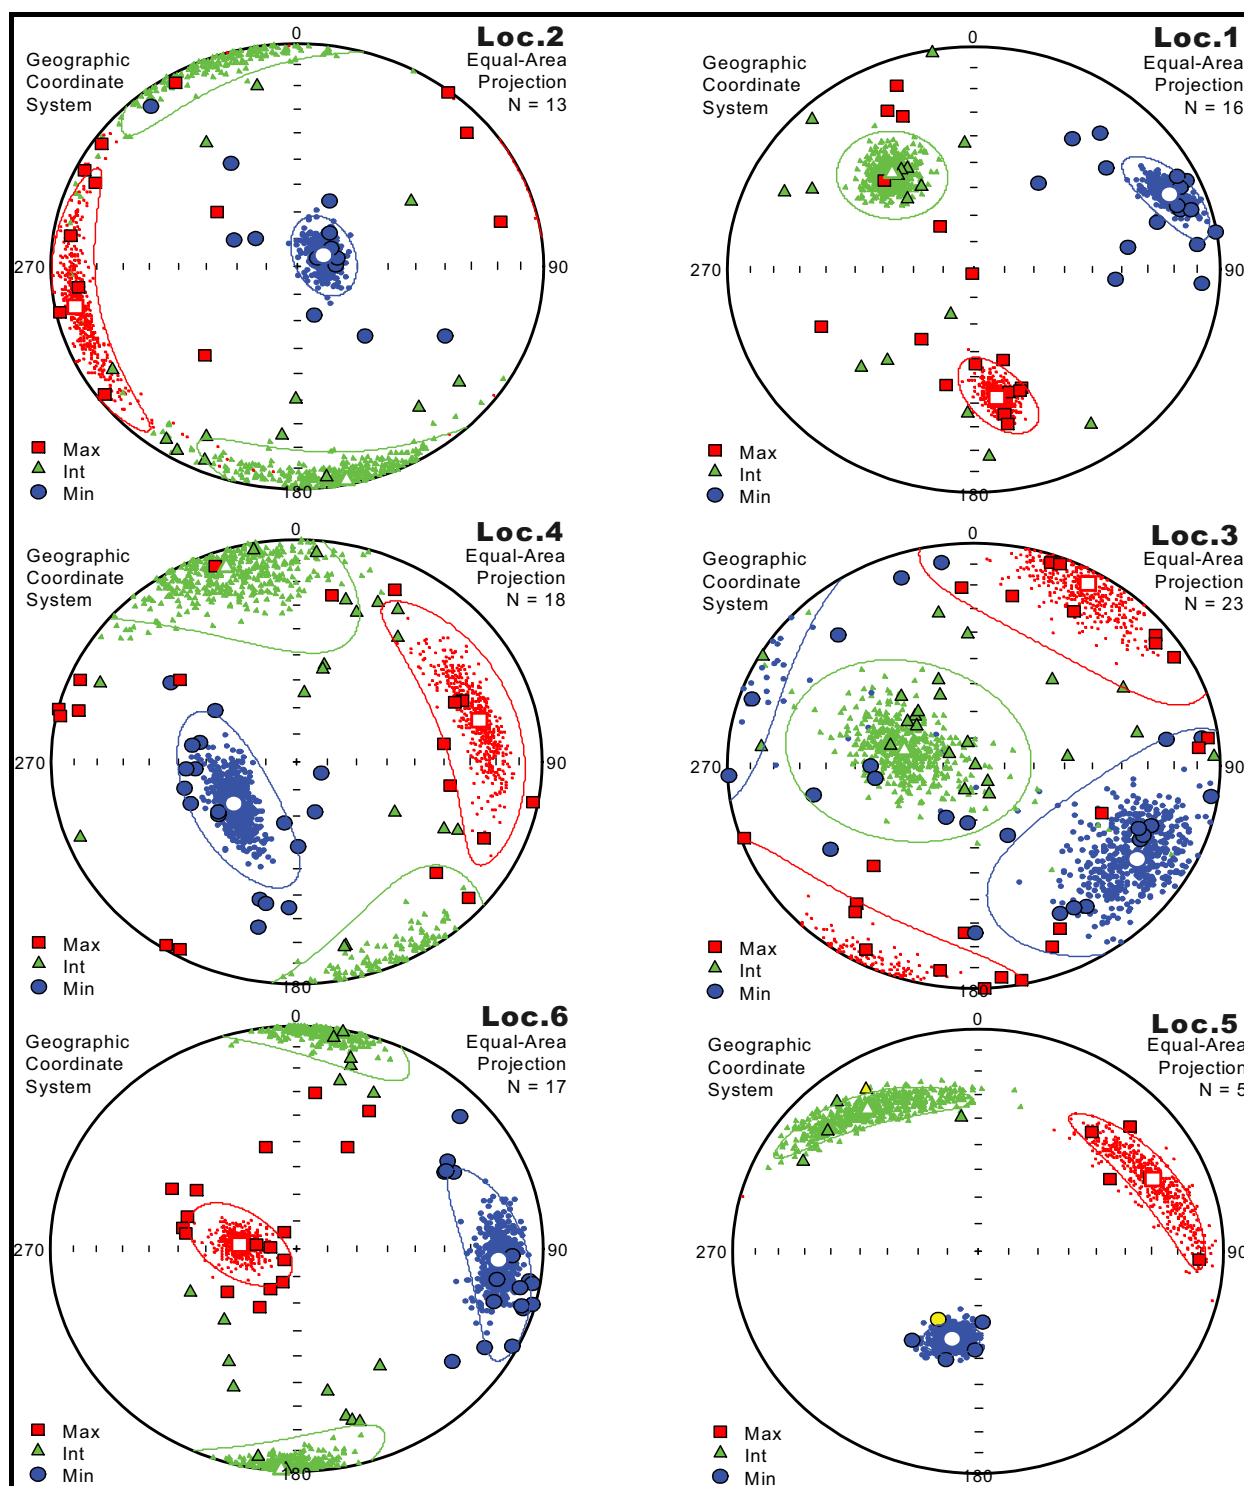 0
Loc.2
Geographic
Coordinate
System
Equal-Area
Projection
N = 13
270
90
180
Max
Int
Min
0
Loc.1
Geographic
Coordinate
System
Equal-Area
Projection
N = 16
270
90
180
Max
Int
Min
0
Loc.4
Geographic
Coordinate
System
Equal-Area
Projection
N = 18
270
90
180
Max
Int
Min
0
Loc.3
Geographic
Coordinate
System
Equal-Area
Projection
N = 23
270
90
180
Max
Int
Min
0
Loc.6
Geographic
Coordinate
System
Equal-Area
Projection
N = 17
270
90
180
Max
Int
Min
0
Loc.5
Geographic
Coordinate
System
Equal-Area
Projection
N = 5
270
90
180
Max
Int
Min